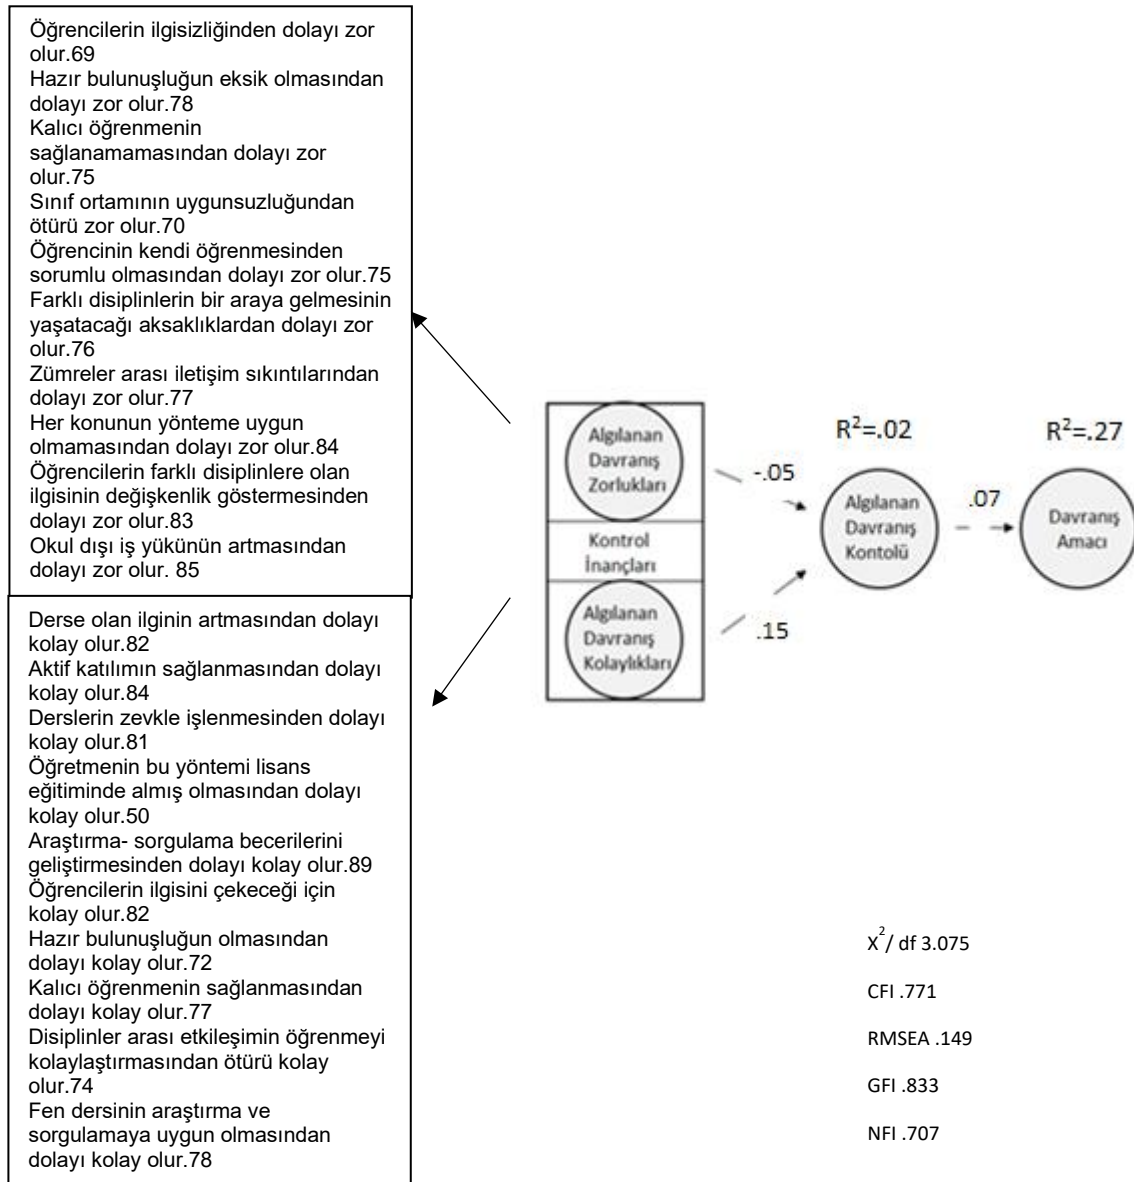 Öğrencilerin ilgisizliğinden dolayı zor
olur.69
Hazır bulunuşluğun eksik olmasından
dolayı zor olur.78
Kalıcı öğrenmenin
sağlanamamasından dolayı zor
olur.75
Sınıf ortamının uygunsuzluğundan
ötürü zor olur.70
Öğrencinin kendi öğrenmesinden
sorumlu olmasından dolayı zor olur.75
Farklı disiplinlerin bir araya gelmesinin
yaşatacağı aksaklıklardan dolayı zor
olur.76
Zümreler arası iletişim sıkıntılarından
dolayı zor olur.77
Her konunun yönteme uygun
olmamasından dolayı zor olur.84
Öğrencilerin farklı disiplinlere olan
ilgisinin değişkenlik göstermesinden
dolayı zor olur.83
Okul dışı iş yükünün artmasından
dolayı zor olur. 85
Derse olan ilginin artmasından dolayı
kolay olur.82
Aktif katılımın sağlanmasından dolayı
kolay olur.84
Derslerin zevkle işlenmesinden dolayı
kolay olur.81
Öğretmenin bu yöntemi lisans
eğitiminde almış olmasından dolayı
kolay olur.50
Araştırma- sorgulama becerilerini
geliştirmesinden dolayı kolay olur.89
Öğrencilerin ilgisini çekeceği için
kolay olur.82
Hazır bulunuşluğun olmasından
dolayı kolay olur.72
Kalıcı öğrenmenin sağlanmasından
dolayı kolay olur.77
Disiplinler arası etkileşimin öğrenmeyi
kolaylaştırmasından ötürü kolay
olur.74
Fen dersinin araştırma ve
sorgulamaya uygun olmasından
dolayı kolay olur.78
Algılanan
Davranış
Zorlukları
Kontrol
İnançları
Algılanan
Davranış
Kolaylıkları
-.05
.15
R²=.02
Algılanan
Davranış
Kontolü
.07
R²=.27
Davranış
Amacı
X²/ df 3.075
CFI .771
RMSEA .149
GFI .833
NFI .707